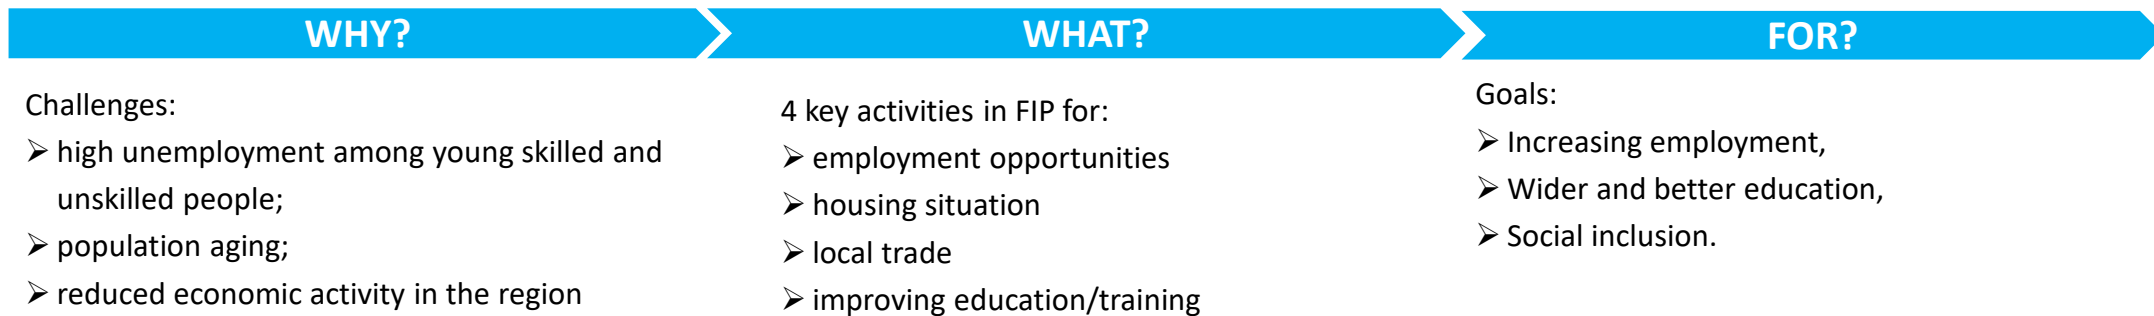 WHY?
Challenges:
➢ high unemployment among young skilled and
unskilled people;
➢ population aging;
➢ reduced economic activity in the region
WHAT?
4 key activities in FIP for:
➢ employment opportunities
➢ housing situation
➢ local trade
➢ improving education/training
FOR?
Goals:
➢ Increasing employment,
➢ Wider and better education,
➢ Social inclusion.